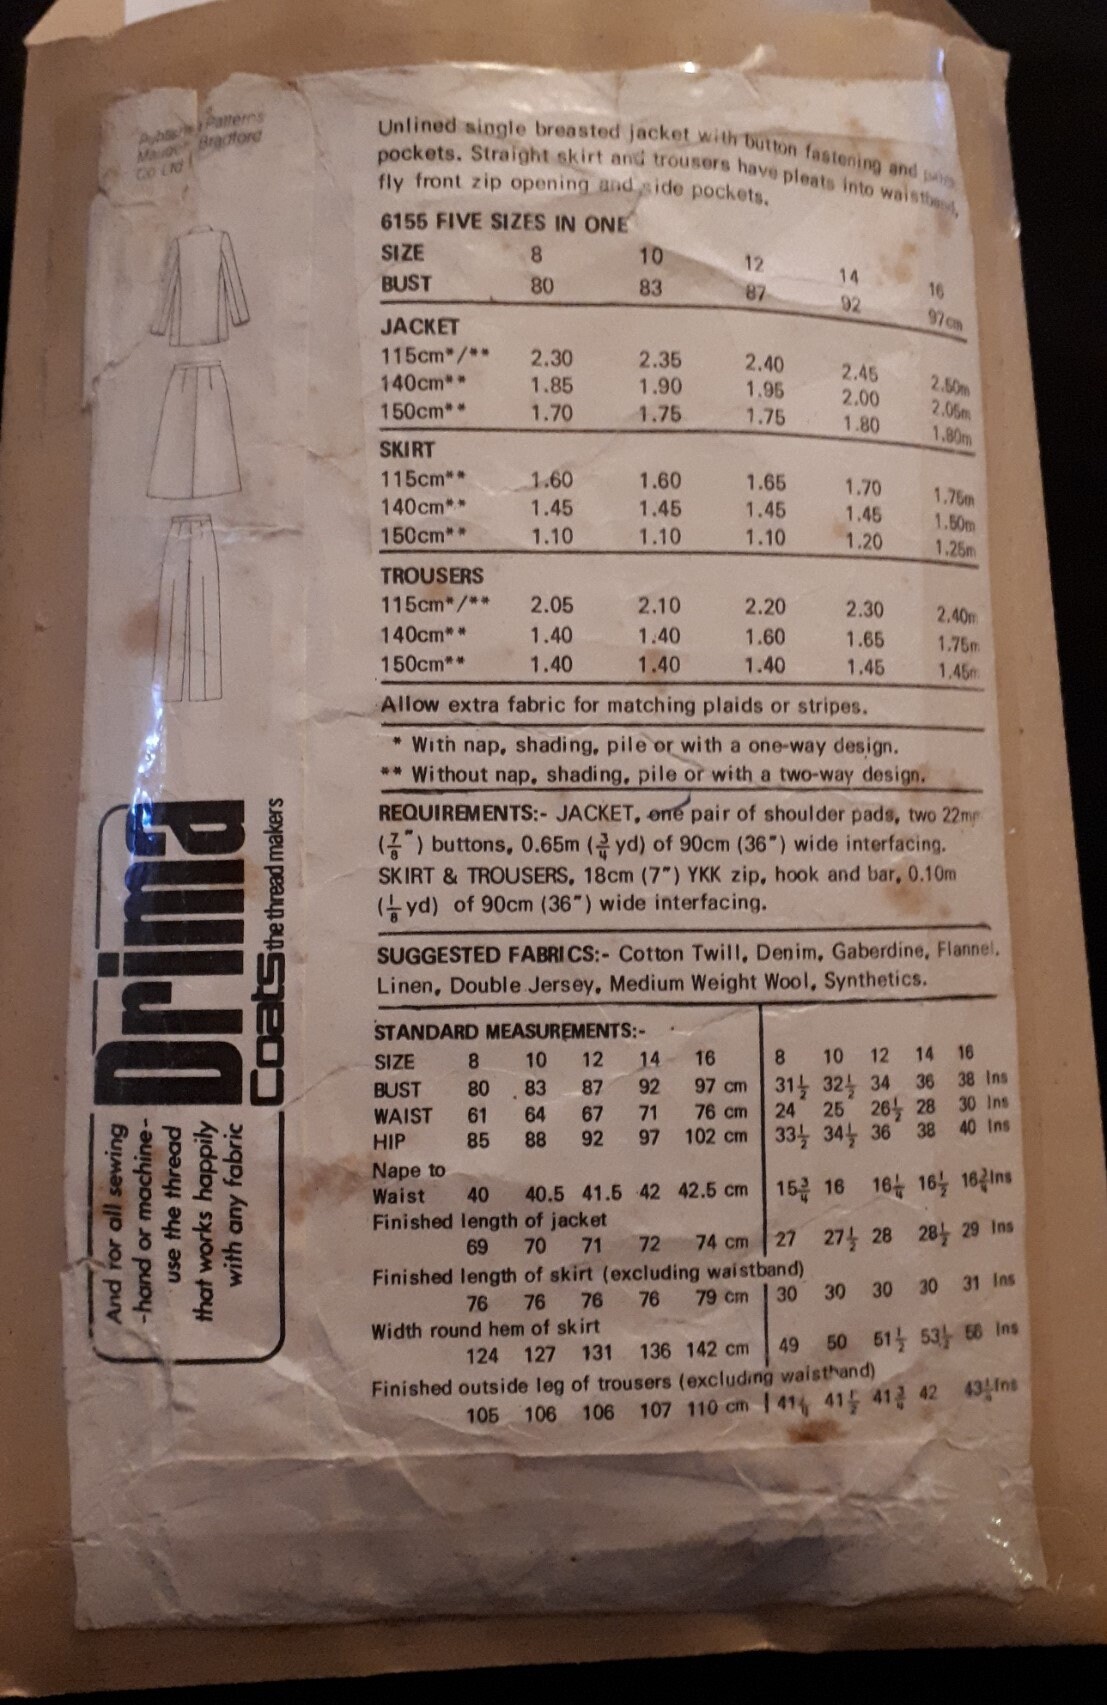 Publishe Patterns
Maudella Bradford
Co Ltd
Unlined single breasted jacket with button fastening and
pockets. Straight skirt and trousers have pleats into waistband,
fly front zip opening and side pockets.
6155 FIVE SIZES IN ONE
SIZE 8 10 12 14 16
BUST 80 83 87 92 97cm
JACKET
115cm*/** 2.30 2.35 2.40 2.45 2.50m
140cm** 1.85 1.90 1.95 2.00 2.05m
150cm** 1.70 1.75 1.75 1.80 1.80m
SKIRT
115cm** 1.60 1.60 1.65 1.70 1.75m
140cm** 1.45 1.45 1.45 1.45 1.50m
150cm** 1.10 1.10 1.10 1.20 1.25m
TROUSERS
115cm*/** 2.05 2.10 2.20 2.30 2.40m
140cm** 1.40 1.40 1.60 1.65 1.75m
150cm** 1.40 1.40 1.40 1.45 1.45m
Allow extra fabric for matching plaids or stripes.
* With nap, shading, pile or with a one-way design.
** Without nap, shading, pile or with a two-way design.
REQUIREMENTS:- JACKET, one pair of shoulder pads, two 22mm
(7/8") buttons, 0.65m (3/4 yd) of 90cm (36") wide interfacing.
SKIRT & TROUSERS, 18cm (7") YKK zip, hook and bar, 0.10m
(1/8 yd) of 90cm (36") wide interfacing.
SUGGESTED FABRICS:- Cotton Twill, Denim, Gaberdine, Flannel.
Linen, Double Jersey, Medium Weight Wool, Synthetics.
STANDARD MEASUREMENTS:-
SIZE 8 10 12 14 16 8 10 12 14 16
BUST 80 83 87 92 97 cm 31½ 32½ 34 36 38 Ins
WAIST 61 64 67 71 76 cm 24 25 26½ 28 30 Ins
HIP 85 88 92 97 102 cm 33½ 34½ 36 38 40 Ins
Nape to
Waist 40 40.5 41.5 42 42.5 cm 15¾ 16 16¼ 16½ 16¾Ins
Finished length of jacket
69 70 71 72 74 cm 27 27½ 28 28½ 29 Ins
Finished length of skirt (excluding waistband)
76 76 76 76 79 cm 30 30 30 30 31 Ins
Width round hem of skirt
124 127 131 136 142 cm 49 50 51½ 53½ 56 Ins
Finished outside leg of trousers (excluding waistband)
105 106 106 107 110 cm 41¼ 41½ 41¾ 42 43¼Ins
Drima
Coats the thread makers
And for all sewing
-hand or machine-
use the thread
that works happily
with any fabric